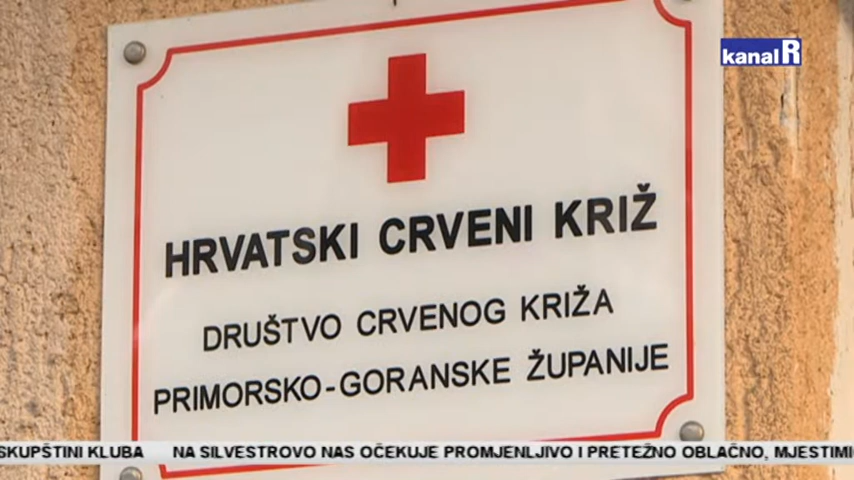 kanal R
HRVATSKI CRVENI KRIŽ
DRUŠTVO CRVENOG KRIŽA
PRIMORSKO-GORANSKE ŽUPANIJE
SKUPŠTINI KLUBA NA SILVESTROVO NAS OČEKUJE PROMJENLJIVO I PRETEŽNO OBLAČNO, MJESTIMI